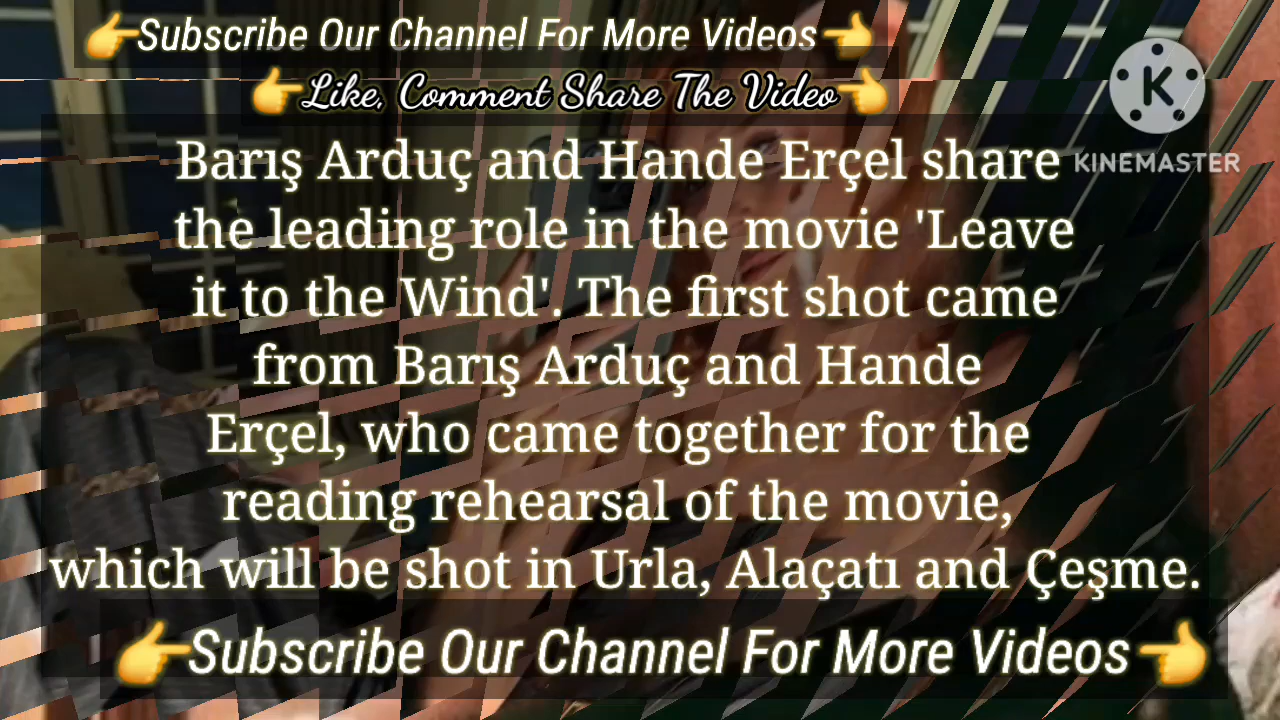 👉Subscribe Our Channel For More Videos👈
👉Like, Comment Share The Video👈
Barış Arduç and Hande Erçel share
KINEMASTER
the leading role in the movie 'Leave
it to the Wind'. The first shot came
from Barış Arduç and Hande
Erçel, who came together for the
reading rehearsal of the movie,
which will be shot in Urla, Alaçatı and Çeşme.
👉Subscribe Our Channel For More Videos👈